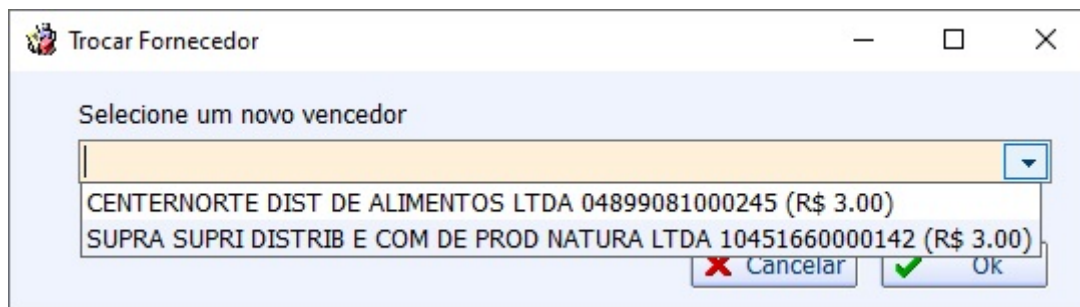 Trocar Fornecedor
Selecione um novo vencedor
CENTERNORTE DIST DE ALIMENTOS LTDA 04899081000245 (R$ 3.00)
SUPRA SUPRI DISTRIB E COM DE PROD NATURA LTDA 10451660000142 (R$ 3.00)
Cancelar Ok